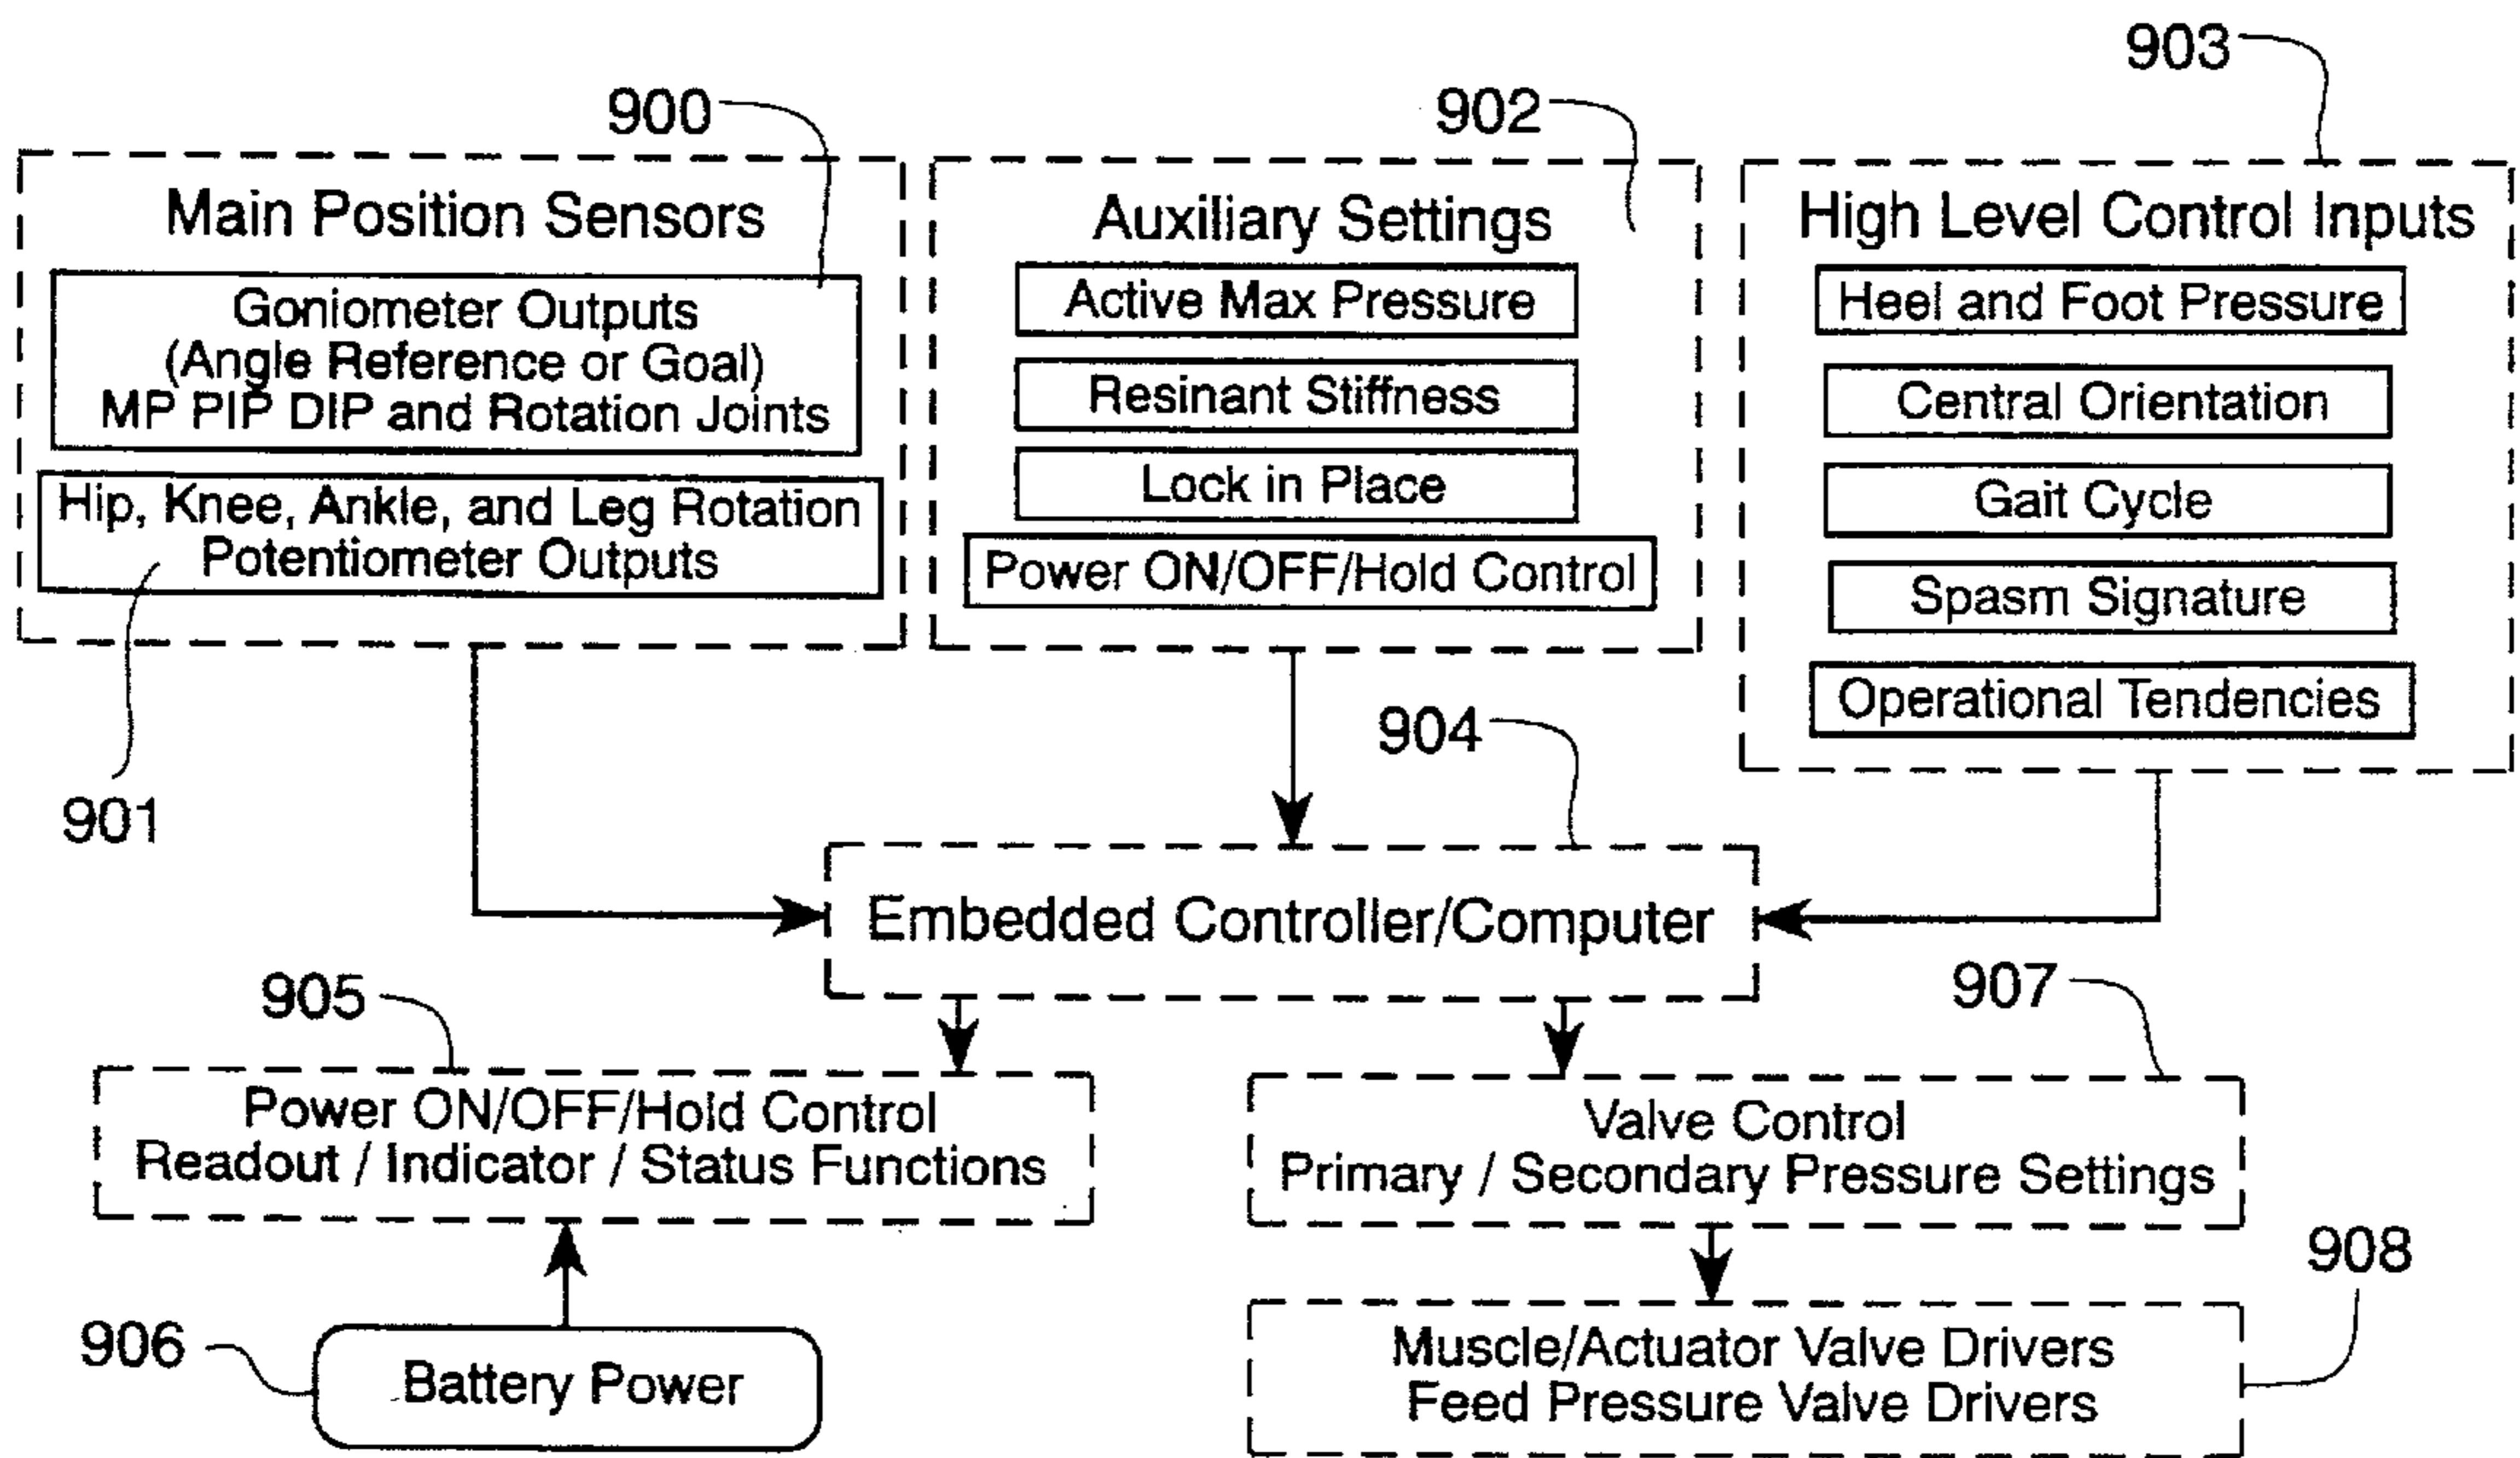 903
900
902
Main Position Sensors
Goniometer Outputs
(Angle Reference or Goal)
MP PIP DIP and Rotation Joints
Hip, Knee, Ankle, and Leg Rotation
Potentiometer Outputs
901
Auxiliary Settings
Active Max Pressure
Resinant Stiffness
Lock in Place
Power ON/OFF/Hold Control
High Level Control Inputs
Heel and Foot Pressure
Central Orientation
Gait Cycle
Spasm Signature
Operational Tendencies
904
Embedded Controller/Computer
905
Power ON/OFF/Hold Control
Readout / Indicator / Status Functions
906
Battery Power
907
Valve Control
Primary / Secondary Pressure Settings
908
Muscle/Actuator Valve Drivers
Feed Pressure Valve Drivers